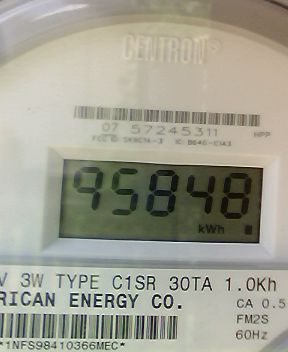 CENTRON®
07 57245311 HPP
95848
kWh
V 3W TYPE C1SR 30TA 1.0Kh
RICAN ENERGY CO. CA 0.5
FM2S
60Hz
*1NFS98410366MEC*